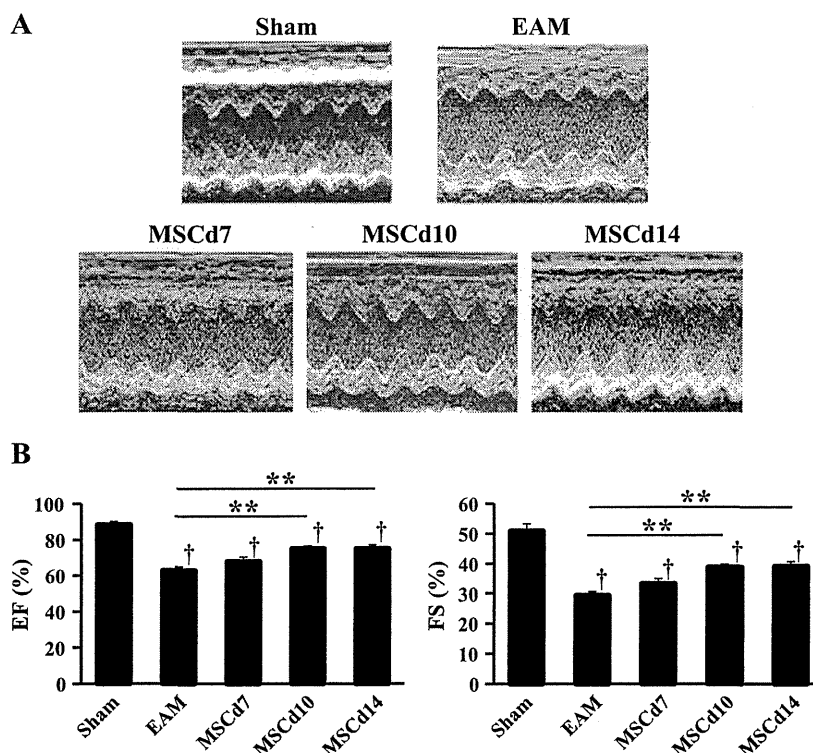 A
Sham
EAM
MSCd7
MSCd10
MSCd14
B
**
**
100
80
60
40
20
0
EF (%)
†
†
†
†
Sham
EAM
MSCd7
MSCd10
MSCd14
**
**
60
50
40
30
20
10
0
FS (%)
†
†
†
†
Sham
EAM
MSCd7
MSCd10
MSCd14